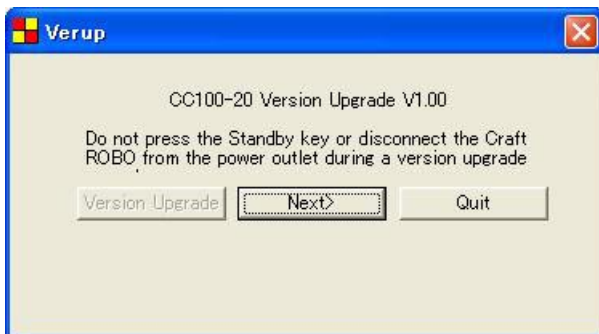 Verup
CC100-20 Version Upgrade V1.00
Do not press the Standby key or disconnect the Craft
ROBO from the power outlet during a version upgrade
Version Upgrade Next> Quit